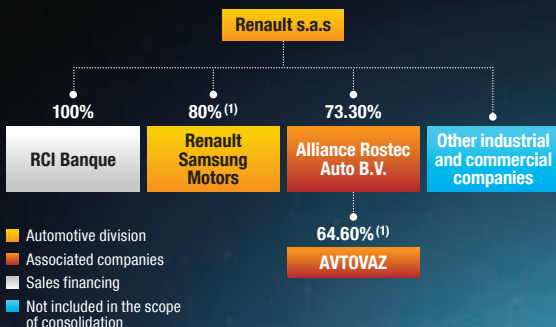 Renault s.a.s
100%
80% (1)
73.30%
RCI Banque
Renault
Samsung
Motors
Alliance Rostec
Auto B.V.
Other industrial
and commercial
companies
64.60% (1)
AVTOVAZ
Automotive division
Associated companies
Sales financing
Not included in the scope
of consolidation